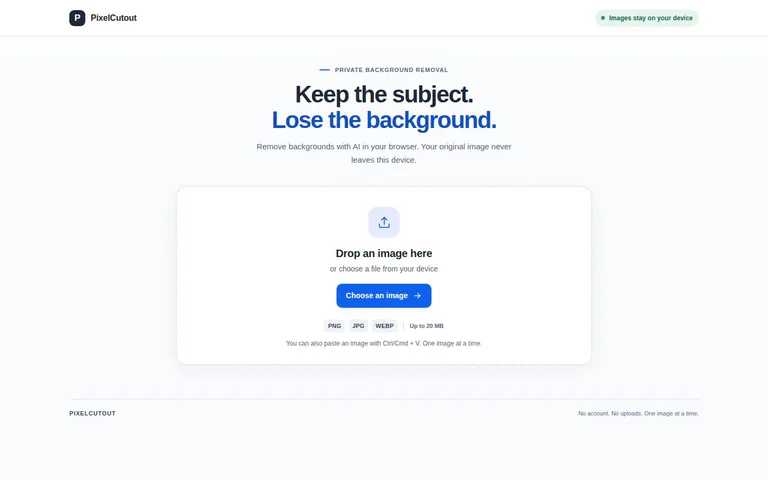 P PixelCutout
Images stay on your device
PRIVATE BACKGROUND REMOVAL
Keep the subject.
Lose the background.
Remove backgrounds with AI in your browser. Your original image never
leaves this device.
Drop an image here
or choose a file from your device
Choose an image →
PNG JPG WEBP Up to 20 MB
You can also paste an image with Ctrl/Cmd + V. One image at a time.
PIXELCUTOUT
No account. No uploads. One image at a time.